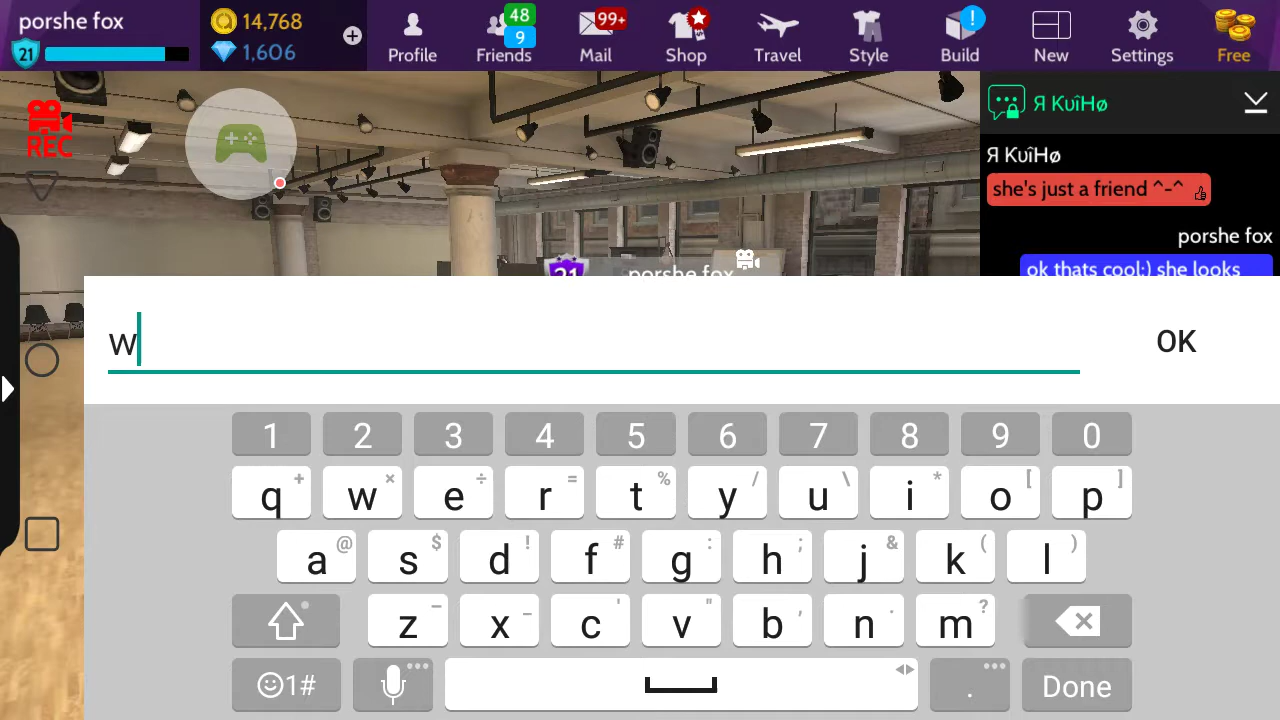 porshe fox
21
14,768
1,606
Profile
48
9
Friends
99+
Mail
Shop
Travel
Style
!
Build
New
Settings
Free
REC
Я KuîHø
Я KuîHø
she's just a friend ^-^
porshe fox
ok thats cool:) she looks
21
porshe fox
w
OK
1 2 3 4 5 6 7 8 9 0
q + w × e ÷ r = t % y / u \ i * o [ p ]
a @ s $ d ! f # g : h ; j & k ( l )
z - x _ c ' v " b , n . m ?
1# . Done